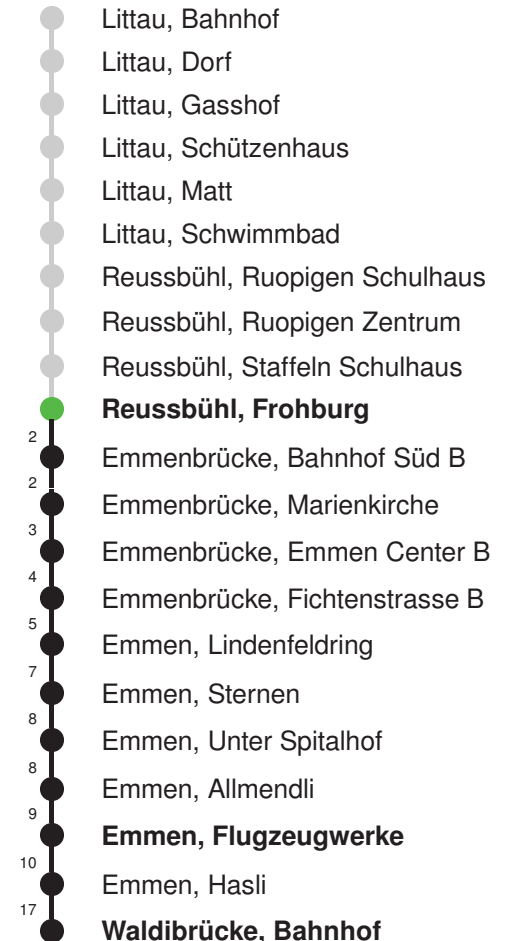 Littau, Bahnhof
Littau, Dorf
Littau, Gasshof
Littau, Schützenhaus
Littau, Matt
Littau, Schwimmbad
Reussbühl, Ruopigen Schulhaus
Reussbühl, Ruopigen Zentrum
Reussbühl, Staffeln Schulhaus
Reussbühl, Frohburg
2 Emmenbrücke, Bahnhof Süd B
2 Emmenbrücke, Marienkirche
3 Emmenbrücke, Emmen Center B
4 Emmenbrücke, Fichtenstrasse B
5 Emmen, Lindenfeldring
7 Emmen, Sternen
8 Emmen, Unter Spitalhof
8 Emmen, Allmendli
9 Emmen, Flugzeugwerke
10 Emmen, Hasli
17 Waldibrücke, Bahnhof